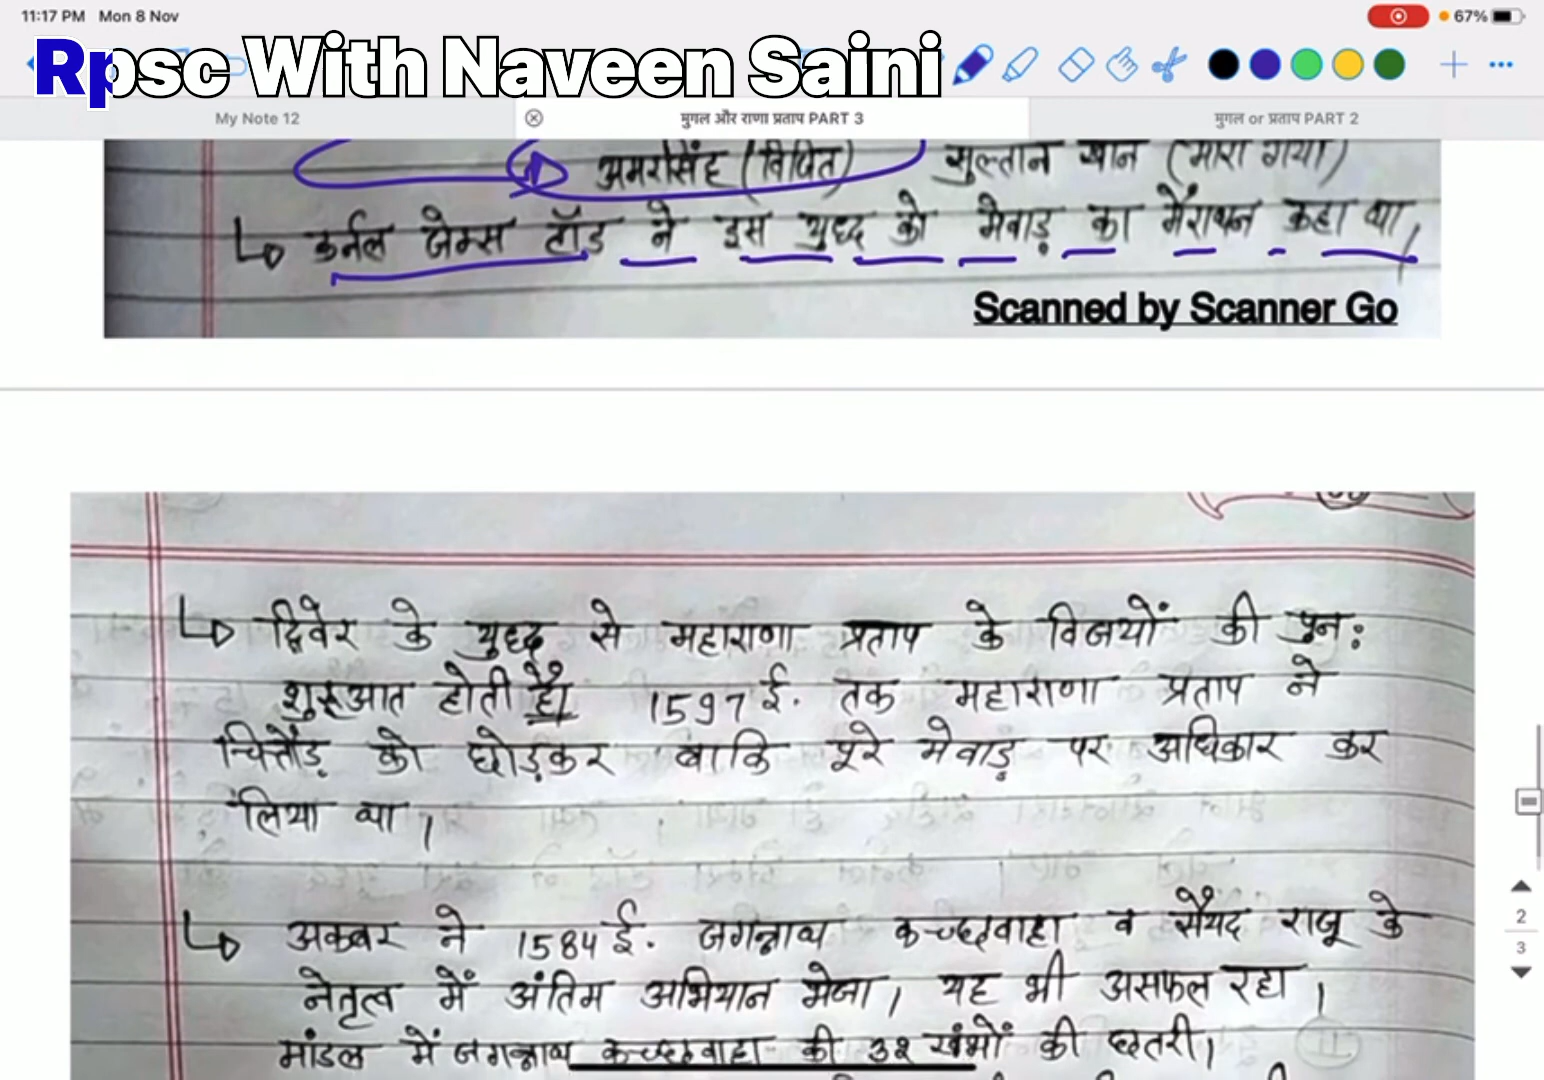 11:17 PM Mon 8 Nov
67%
Rpsc With Naveen Saini
My Note 12
मुगल और राणा प्रताप PART 3
मुगल or प्रताप PART 2
अमरसिंह (विजित) सुल्तान खान (मारा गया)
कर्नल जेम्स टॉड ने इस युद्ध को मेवाड़ का मैराथन कहा था।
Scanned by Scanner Go
दिवेर के युद्ध से महाराणा प्रताप के विजयों की पुनः
शुरूआत होती है। 1597 ई. तक महाराणा प्रताप ने
चित्तौड़ को छोड़कर बाकि पूरे मेवाड़ पर अधिकार कर
लिया था।
अकबर ने 1584 ई. जगन्नाथ कच्छवाहा व सैयद राजू के
नेतृत्व में अंतिम अभियान भेजा। यह भी असफल रहा।
मांडल में जगन्नाथ कच्छवाहा की 32 खंभों की छतरी।
2
3